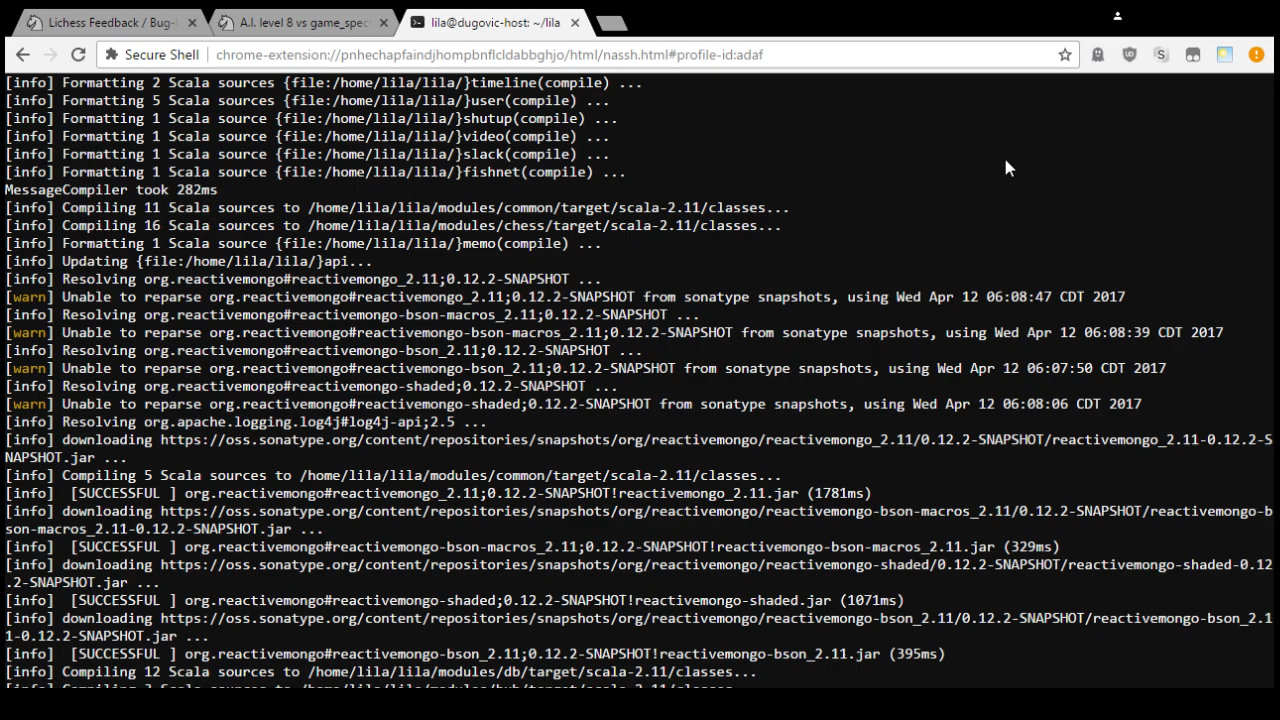 Lichess Feedback / Bug-
A.I. level 8 vs game_spec
lila@dugovic-host: ~/lila
Secure Shell chrome-extension://pnhechapfaindjhompbnflcldabbghjo/html/nassh.html#profile-id:adaf
[info] Formatting 2 Scala sources {file:/home/lila/lila/}timeline(compile) ...
[info] Formatting 5 Scala sources {file:/home/lila/lila/}user(compile) ...
[info] Formatting 1 Scala source {file:/home/lila/lila/}shutup(compile) ...
[info] Formatting 1 Scala source {file:/home/lila/lila/}video(compile) ...
[info] Formatting 1 Scala source {file:/home/lila/lila/}slack(compile) ...
[info] Formatting 1 Scala source {file:/home/lila/lila/}fishnet(compile) ...
MessageCompiler took 282ms
[info] Compiling 11 Scala sources to /home/lila/lila/modules/common/target/scala-2.11/classes...
[info] Compiling 16 Scala sources to /home/lila/lila/modules/chess/target/scala-2.11/classes...
[info] Formatting 1 Scala source {file:/home/lila/lila/}memo(compile) ...
[info] Updating {file:/home/lila/lila/}api...
[info] Resolving org.reactivemongo#reactivemongo_2.11;0.12.2-SNAPSHOT ...
[warn] Unable to reparse org.reactivemongo#reactivemongo_2.11;0.12.2-SNAPSHOT from sonatype snapshots, using Wed Apr 12 06:08:47 CDT 2017
[info] Resolving org.reactivemongo#reactivemongo-bson-macros_2.11;0.12.2-SNAPSHOT ...
[warn] Unable to reparse org.reactivemongo#reactivemongo-bson-macros_2.11;0.12.2-SNAPSHOT from sonatype snapshots, using Wed Apr 12 06:08:39 CDT 2017
[info] Resolving org.reactivemongo#reactivemongo-bson_2.11;0.12.2-SNAPSHOT ...
[warn] Unable to reparse org.reactivemongo#reactivemongo-bson_2.11;0.12.2-SNAPSHOT from sonatype snapshots, using Wed Apr 12 06:07:50 CDT 2017
[info] Resolving org.reactivemongo#reactivemongo-shaded;0.12.2-SNAPSHOT ...
[warn] Unable to reparse org.reactivemongo#reactivemongo-shaded;0.12.2-SNAPSHOT from sonatype snapshots, using Wed Apr 12 06:08:06 CDT 2017
[info] Resolving org.apache.logging.log4j#log4j-api;2.5 ...
[info] downloading https://oss.sonatype.org/content/repositories/snapshots/org/reactivemongo/reactivemongo_2.11/0.12.2-SNAPSHOT/reactivemongo_2.11-0.12.2-S
NAPSHOT.jar ...
[info] Compiling 5 Scala sources to /home/lila/lila/modules/common/target/scala-2.11/classes...
[info]  [SUCCESSFUL ] org.reactivemongo#reactivemongo_2.11;0.12.2-SNAPSHOT!reactivemongo_2.11.jar (1781ms)
[info] downloading https://oss.sonatype.org/content/repositories/snapshots/org/reactivemongo/reactivemongo-bson-macros_2.11/0.12.2-SNAPSHOT/reactivemongo-b
son-macros_2.11-0.12.2-SNAPSHOT.jar ...
[info]  [SUCCESSFUL ] org.reactivemongo#reactivemongo-bson-macros_2.11;0.12.2-SNAPSHOT!reactivemongo-bson-macros_2.11.jar (329ms)
[info] downloading https://oss.sonatype.org/content/repositories/snapshots/org/reactivemongo/reactivemongo-shaded/0.12.2-SNAPSHOT/reactivemongo-shaded-0.12
.2-SNAPSHOT.jar ...
[info]  [SUCCESSFUL ] org.reactivemongo#reactivemongo-shaded;0.12.2-SNAPSHOT!reactivemongo-shaded.jar (1071ms)
[info] downloading https://oss.sonatype.org/content/repositories/snapshots/org/reactivemongo/reactivemongo-bson_2.11/0.12.2-SNAPSHOT/reactivemongo-bson_2.1
1-0.12.2-SNAPSHOT.jar ...
[info]  [SUCCESSFUL ] org.reactivemongo#reactivemongo-bson_2.11;0.12.2-SNAPSHOT!reactivemongo-bson_2.11.jar (395ms)
[info] Compiling 12 Scala sources to /home/lila/lila/modules/db/target/scala-2.11/classes...